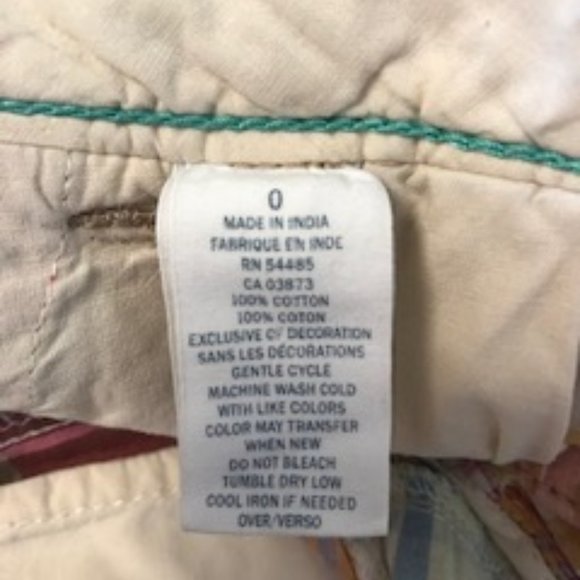 0
MADE IN INDIA
FABRIQUE EN INDE
RN 54485
CA 03873
100% COTTON
100% COTON
EXCLUSIVE OF DECORATION
SANS LES DÉCORATIONS
GENTLE CYCLE
MACHINE WASH COLD
WITH LIKE COLORS
COLOR MAY TRANSFER
WHEN NEW
DO NOT BLEACH
TUMBLE DRY LOW
COOL IRON IF NEEDED
OVER/VERSO